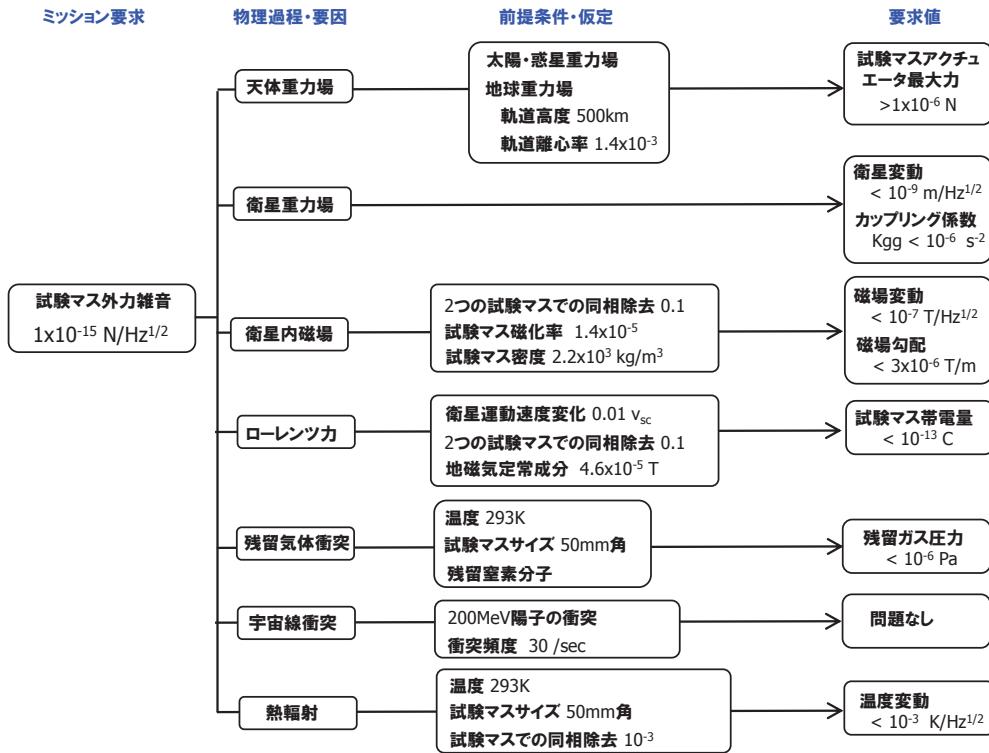 ミッション要求
物理過程・要因
前提条件・仮定
要求値
試験マス外力雑音
1x10⁻¹⁵ N/Hz¹ᐟ²
天体重力場
太陽・惑星重力場
地球重力場
軌道高度 500km
軌道離心率 1.4x10⁻³
試験マスアクチュ
エータ最大力
>1x10⁻⁶ N
衛星重力場
衛星変動
< 10⁻⁹ m/Hz¹ᐟ²
カップリング係数
Kgg < 10⁻⁶ s⁻²
衛星内磁場
2つの試験マスでの同相除去 0.1
試験マス磁化率 1.4x10⁻⁵
試験マス密度 2.2x10³ kg/m³
磁場変動
< 10⁻⁷ T/Hz¹ᐟ²
磁場勾配
< 3x10⁻⁶ T/m
ローレンツ力
衛星運動速度変化 0.01 v_sc
2つの試験マスでの同相除去 0.1
地磁気定常成分 4.6x10⁻⁵ T
試験マス帯電量
< 10⁻¹³ C
残留気体衝突
温度 293K
試験マスサイズ 50mm角
残留窒素分子
残留ガス圧力
< 10⁻⁶ Pa
宇宙線衝突
200MeV陽子の衝突
衝突頻度 30 /sec
問題なし
熱輻射
温度 293K
試験マスサイズ 50mm角
試験マスでの同相除去 10⁻³
温度変動
< 10⁻³ K/Hz¹ᐟ²